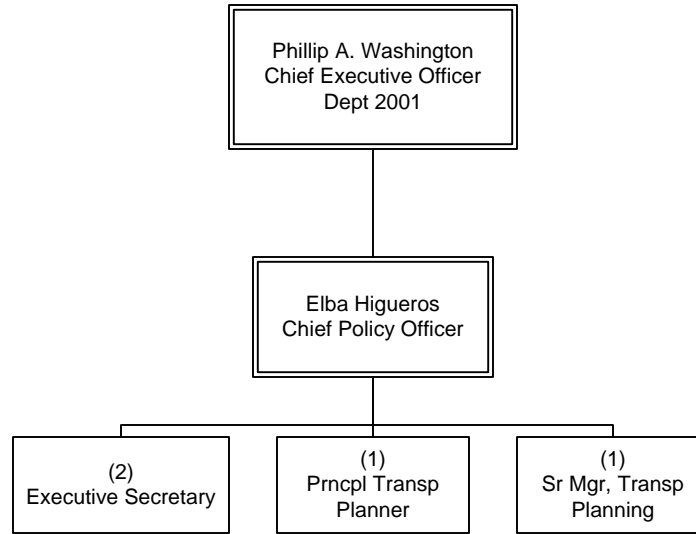 Phillip A. Washington
Chief Executive Officer
Dept 2001
Elba Higueros
Chief Policy Officer
(2)
Executive Secretary
(1)
Prncpl Transp
Planner
(1)
Sr Mgr, Transp
Planning